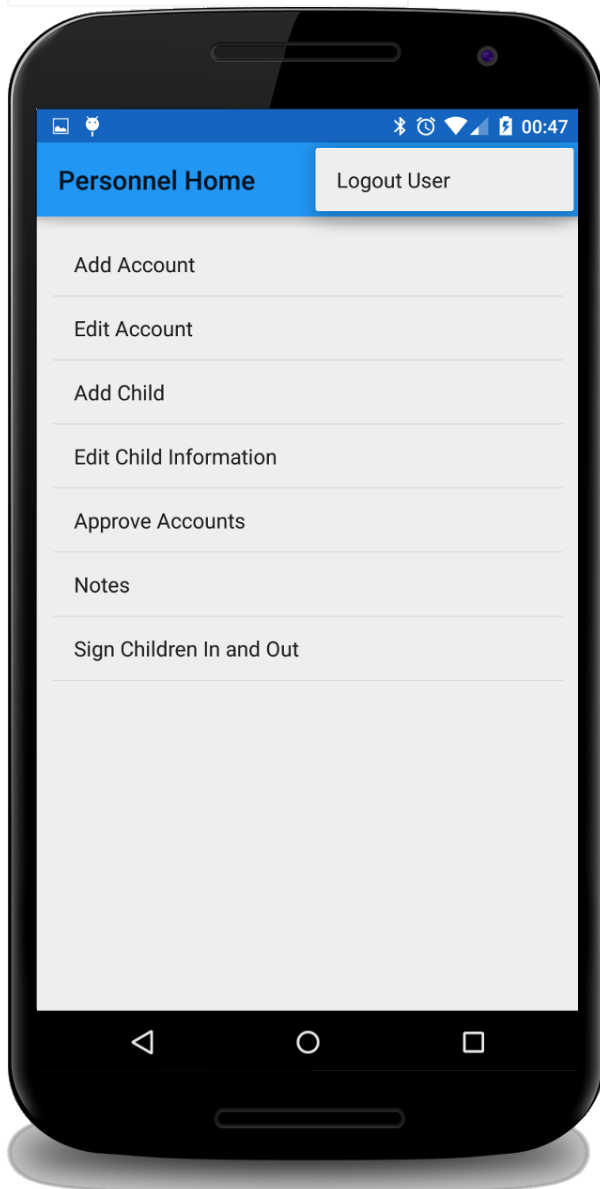 00:47
Personnel Home
Logout User
Add Account
Edit Account
Add Child
Edit Child Information
Approve Accounts
Notes
Sign Children In and Out